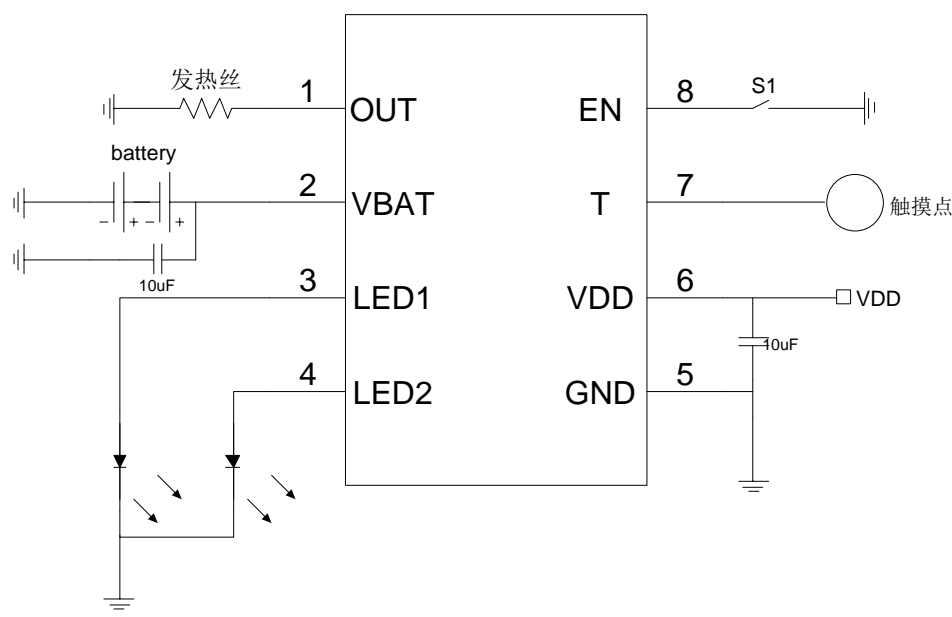 发热丝
1
OUT
battery
2
VBAT
- + - +
10uF
3
LED1
4
LED2
8
EN
S1
7
T
触摸点
6
VDD
VDD
10uF
5
GND